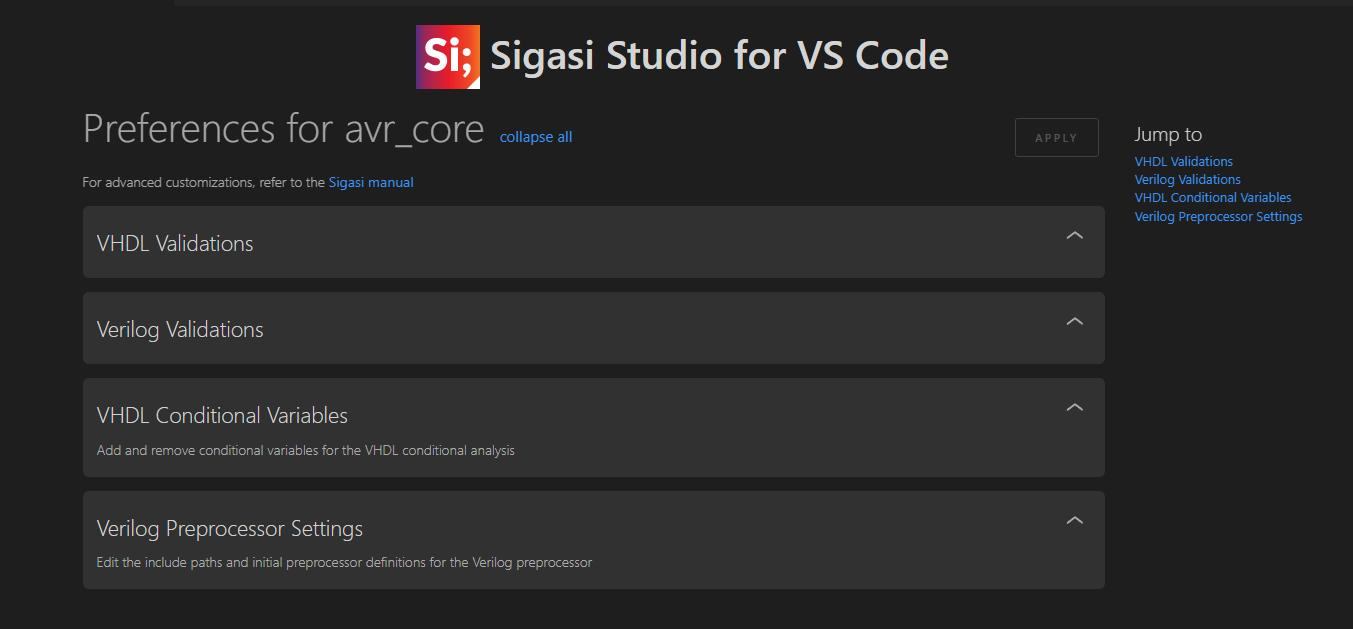 Si; Sigasi Studio for VS Code
Preferences for avr_core collapse all
APPLY
For advanced customizations, refer to the Sigasi manual
VHDL Validations
Verilog Validations
VHDL Conditional Variables
Add and remove conditional variables for the VHDL conditional analysis
Verilog Preprocessor Settings
Edit the include paths and initial preprocessor definitions for the Verilog preprocessor
Jump to
VHDL Validations
Verilog Validations
VHDL Conditional Variables
Verilog Preprocessor Settings